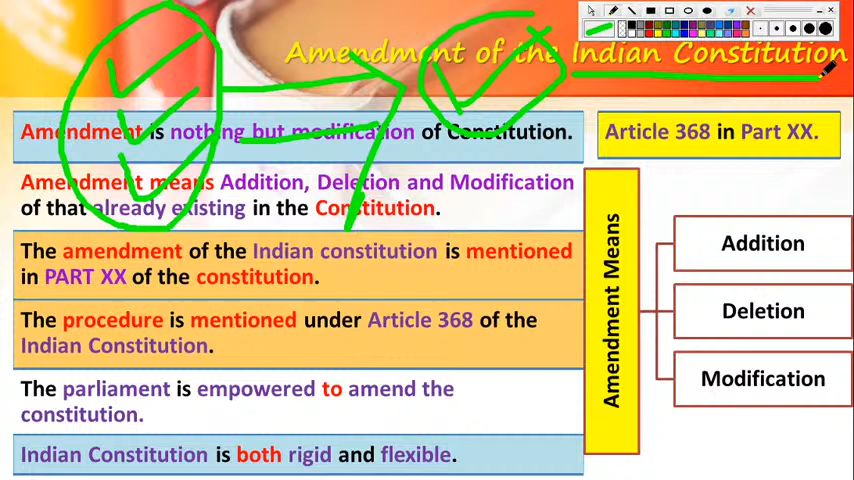 Amendment of the Indian Constitution
Amendment is nothing but modification of Constitution.
Article 368 in Part XX.
Amendment means Addition, Deletion and Modification
of that already existing in the Constitution.
The amendment of the Indian constitution is mentioned
in PART XX of the constitution.
The procedure is mentioned under Article 368 of the
Indian Constitution.
The parliament is empowered to amend the
constitution.
Indian Constitution is both rigid and flexible.
Amendment Means
Addition
Deletion
Modification